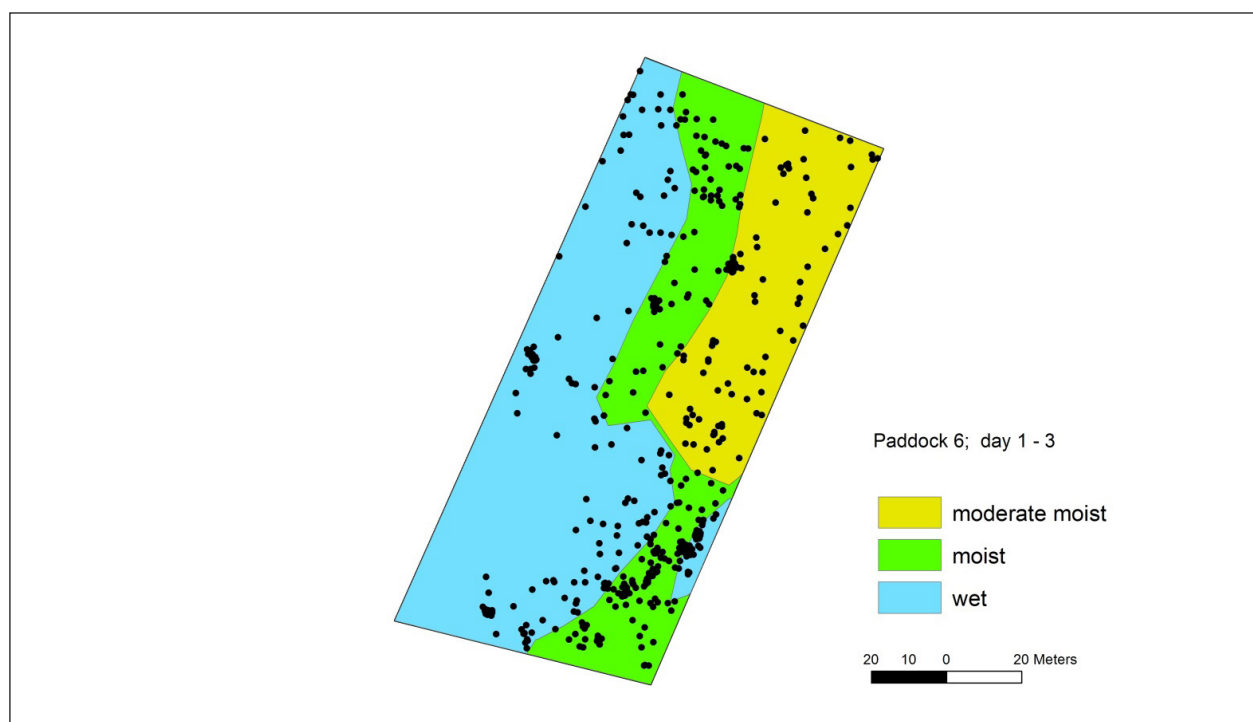 Paddock 6; day 1 - 3
moderate moist
moist
wet
20 10 0 20 Meters